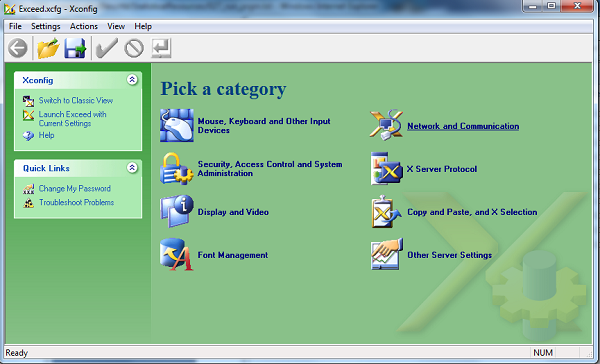 Exceed.xcfg - Xconfig
File Settings Actions View Help
Xconfig
Switch to Classic View
Launch Exceed with
Current Settings
Help
Quick Links
Change My Password
Troubleshoot Problems
Pick a category
Mouse, Keyboard and Other Input
Devices
Network and Communication
Security, Access Control and System
Administration
X Server Protocol
Display and Video
Copy and Paste, and X Selection
Font Management
Other Server Settings
Ready
NUM